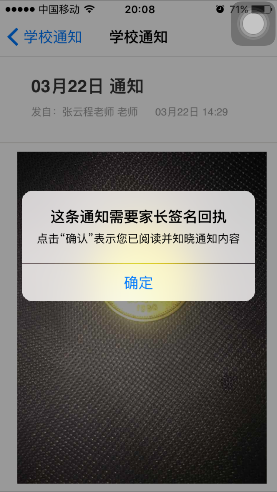 中国移动 20:08 71%
学校通知 学校通知
03月22日 通知
发自：张云程老师 老师 03月22日 14:29
这条通知需要家长签名回执
点击“确认”表示您已阅读并知晓通知内容
确定